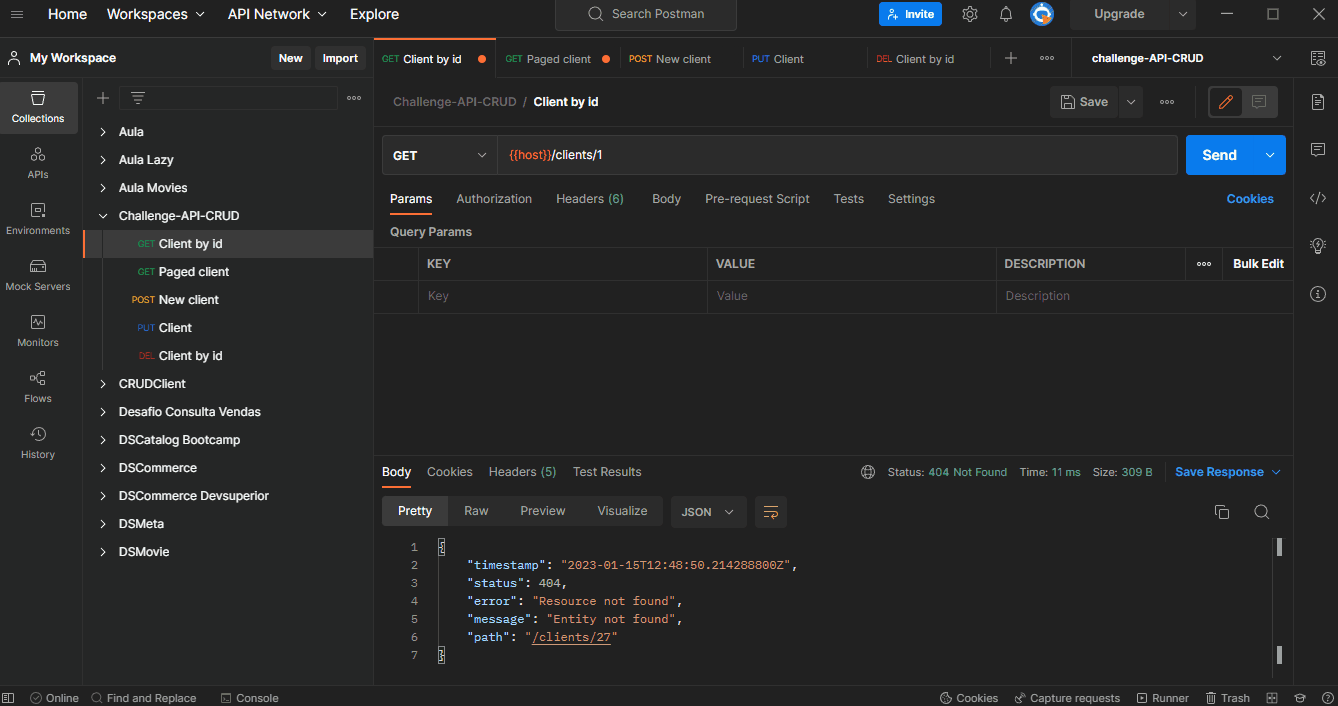 Home Workspaces API Network Explore Search Postman Invite Upgrade
My Workspace New Import
GET Client by id GET Paged client POST New client PUT Client DEL Client by id challenge-API-CRUD
Collections
APIs
Environments
Mock Servers
Monitors
Flows
History
Aula
Aula Lazy
Aula Movies
Challenge-API-CRUD
GET Client by id
GET Paged client
POST New client
PUT Client
DEL Client by id
CRUDClient
Desafio Consulta Vendas
DSCatalog Bootcamp
DSCommerce
DSCommerce Devsuperior
DSMeta
DSMovie
Challenge-API-CRUD / Client by id Save
GET {{host}}/clients/1 Send
Params Authorization Headers (6) Body Pre-request Script Tests Settings Cookies
Query Params
KEY VALUE DESCRIPTION Bulk Edit
Key Value Description
Body Cookies Headers (5) Test Results Status: 404 Not Found Time: 11 ms Size: 309 B Save Response
Pretty Raw Preview Visualize JSON
1 {
2 "timestamp": "2023-01-15T12:48:50.214288800Z",
3 "status": 404,
4 "error": "Resource not found",
5 "message": "Entity not found",
6 "path": "/clients/27"
7 }
Online Find and Replace Console Cookies Capture requests Runner Trash